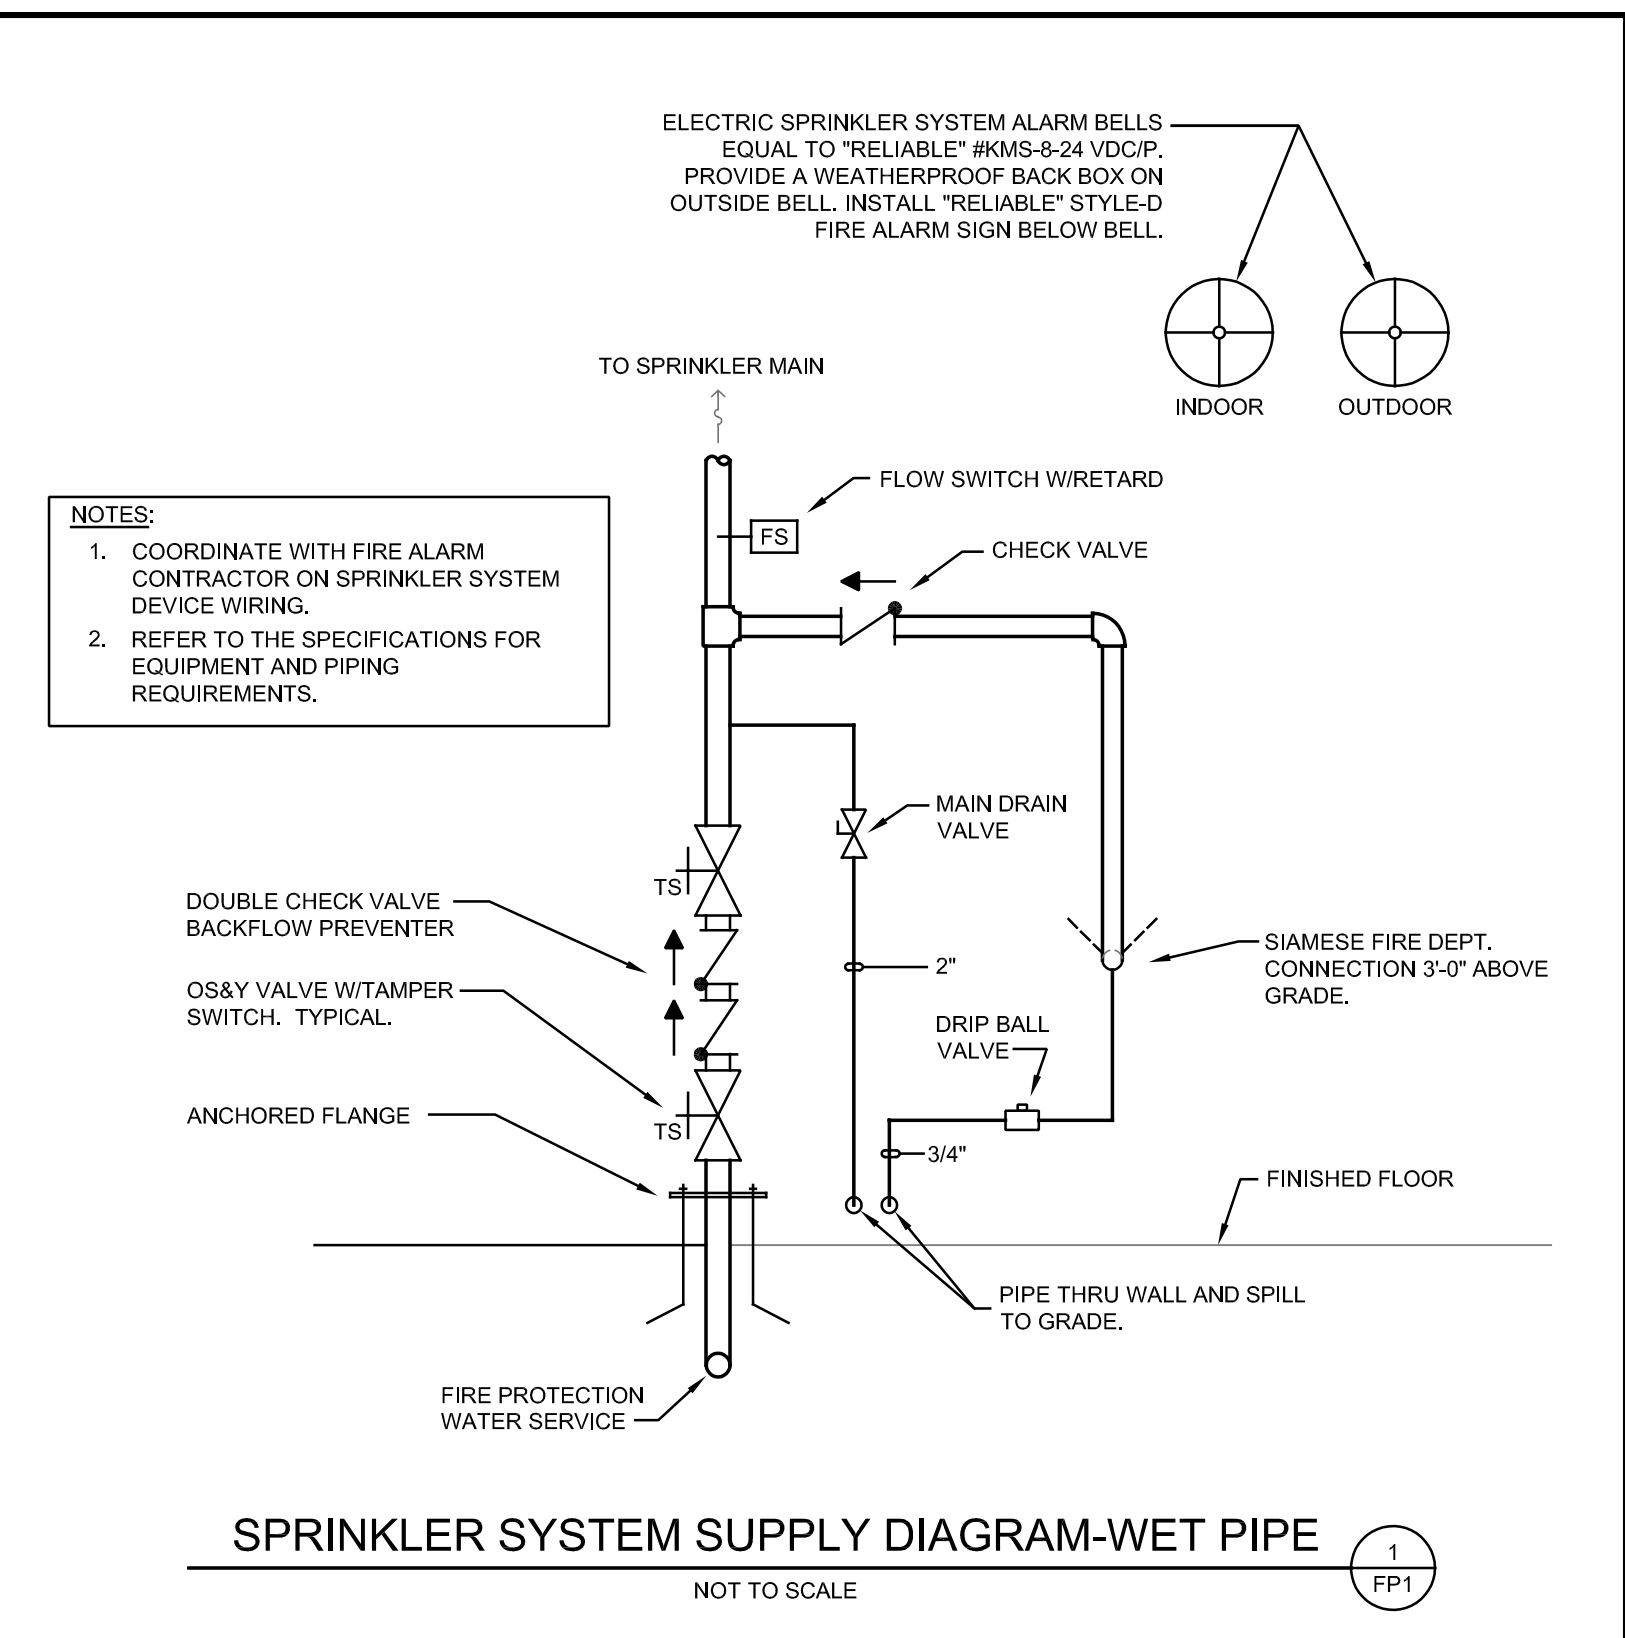 ELECTRIC SPRINKLER SYSTEM ALARM BELLS
EQUAL TO "RELIABLE" #KMS-8-24 VDC/P.
PROVIDE A WEATHERPROOF BACK BOX ON
OUTSIDE BELL. INSTALL "RELIABLE" STYLE-D
FIRE ALARM SIGN BELOW BELL.
INDOOR
OUTDOOR
TO SPRINKLER MAIN
FLOW SWITCH W/RETARD
FS
CHECK VALVE
NOTES:
1. COORDINATE WITH FIRE ALARM
CONTRACTOR ON SPRINKLER SYSTEM
DEVICE WIRING.
2. REFER TO THE SPECIFICATIONS FOR
EQUIPMENT AND PIPING
REQUIREMENTS.
MAIN DRAIN
VALVE
TS
DOUBLE CHECK VALVE
BACKFLOW PREVENTER
SIAMESE FIRE DEPT.
CONNECTION 3'-0" ABOVE
GRADE.
2"
OS&Y VALVE W/TAMPER
SWITCH. TYPICAL.
DRIP BALL
VALVE
ANCHORED FLANGE
TS
3/4"
FINISHED FLOOR
PIPE THRU WALL AND SPILL
TO GRADE.
FIRE PROTECTION
WATER SERVICE
SPRINKLER SYSTEM SUPPLY DIAGRAM-WET PIPE
1
FP1
NOT TO SCALE